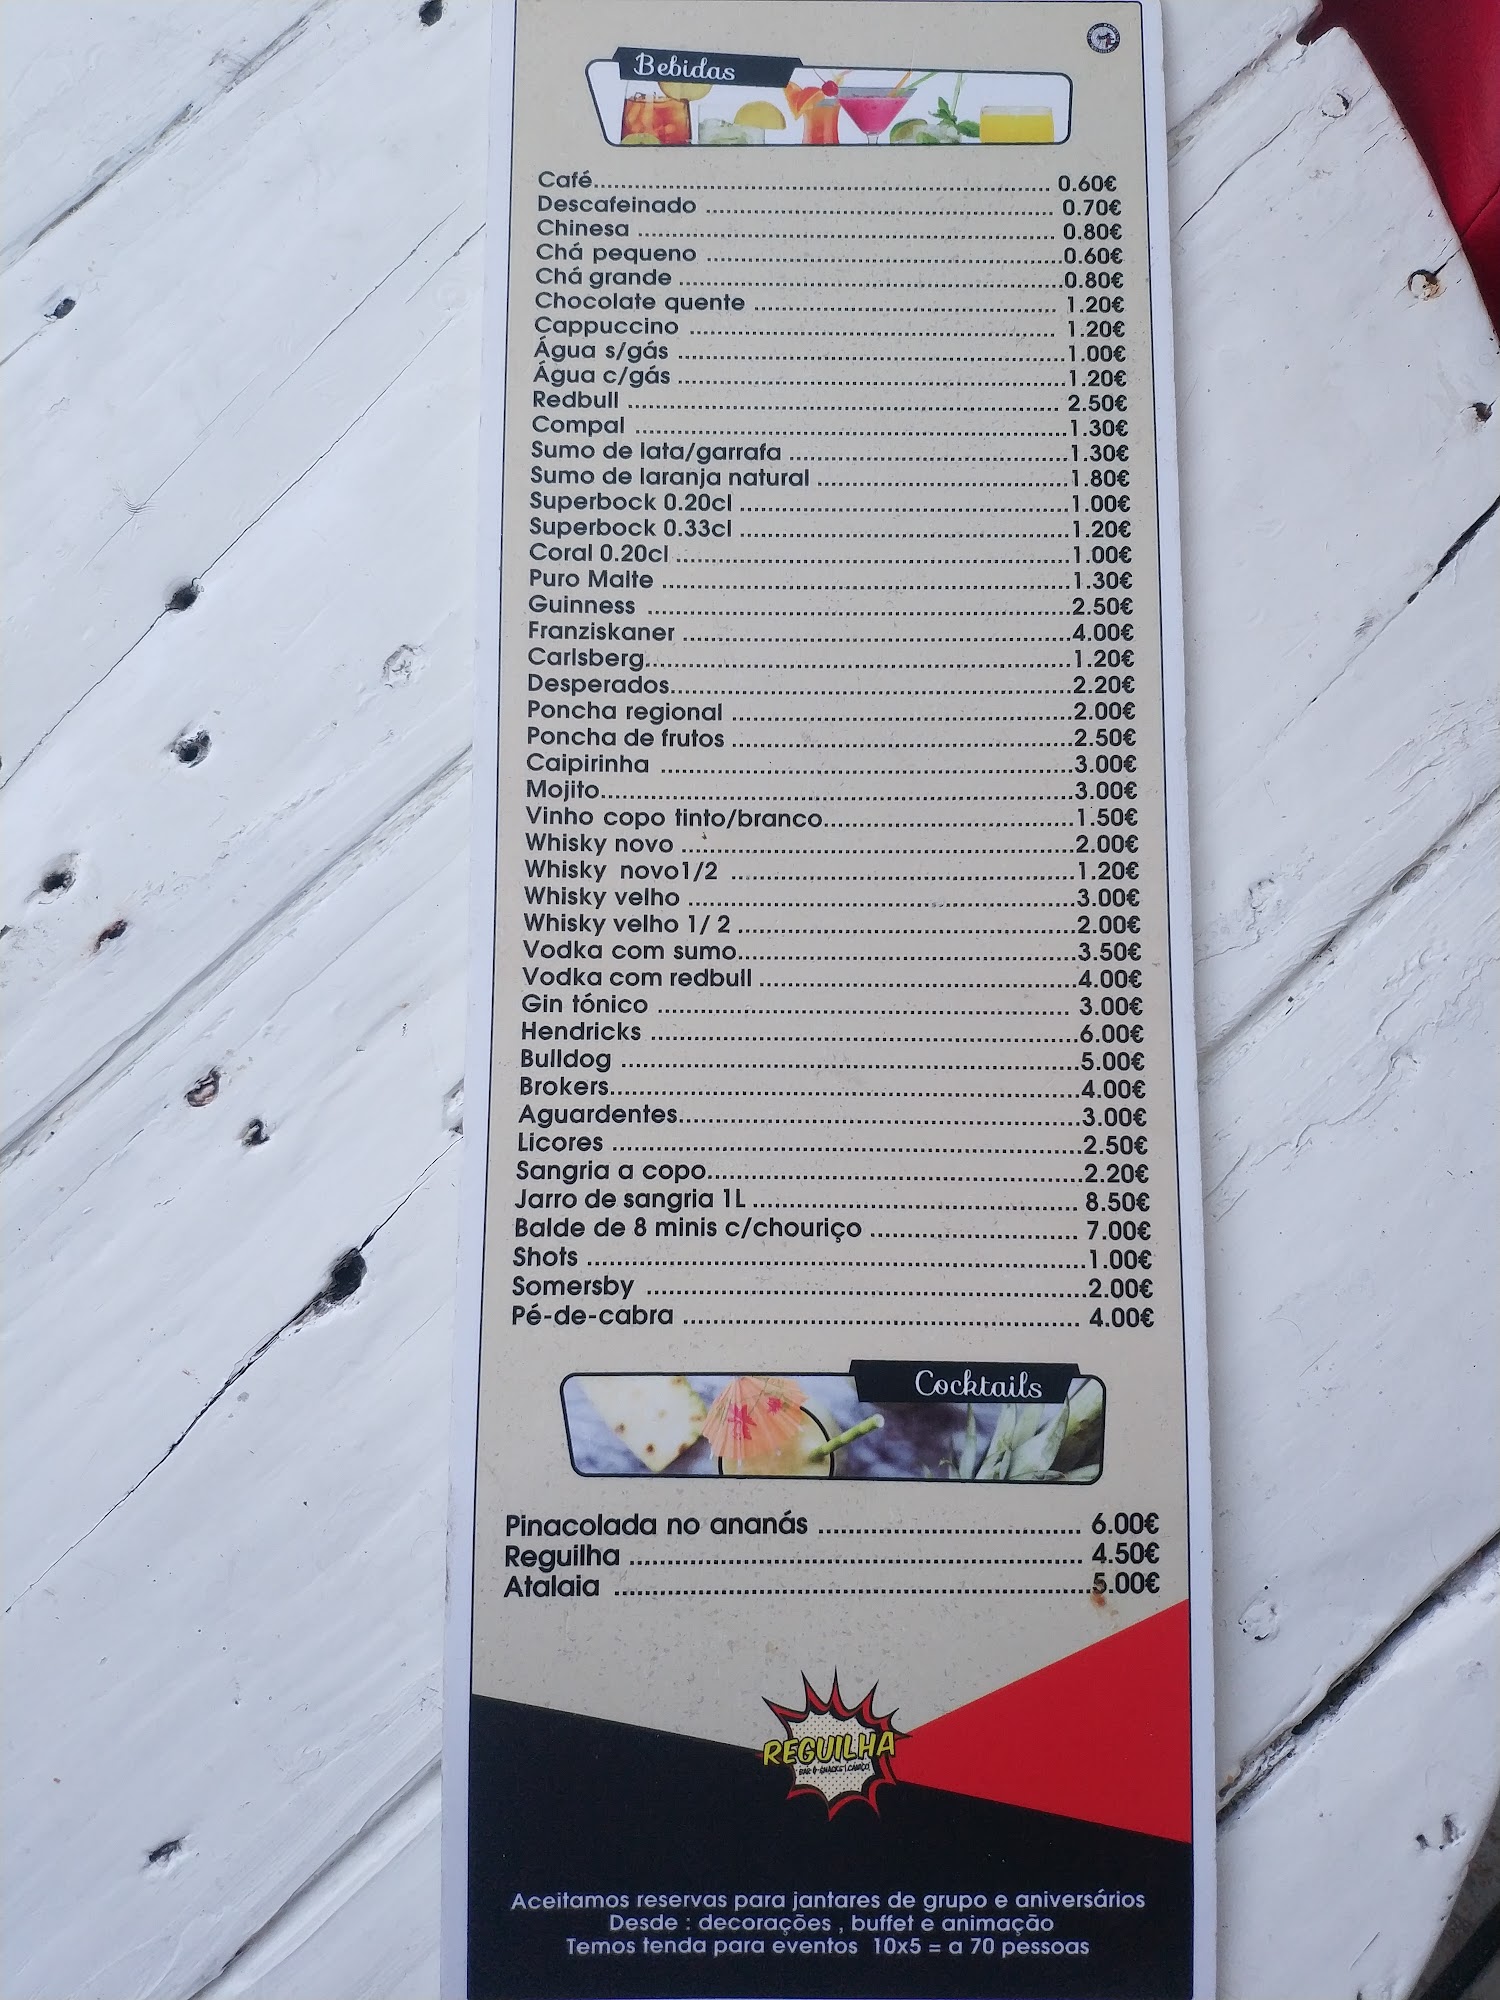 Bebidas
Café.......... 0.60€
Descafeinado .......... 0.70€
Chinesa .......... 0.80€
Chá pequeno ..........0.60€
Chá grande ..........0.80€
Chocolate quente .......... 1.20€
Cappuccino .......... 1.20€
Água s/gás ..........1.00€
Água c/gás ..........1.20€
Redbull .......... 2.50€
Compal ..........1.30€
Sumo de lata/garrafa ..........1.30€
Sumo de laranja natural ..........1.80€
Superbock 0.20cl ..........1.00€
Superbock 0.33cl ..........1.20€
Coral 0.20cl ..........1.00€
Puro Malte ..........1.30€
Guinness ..........2.50€
Franziskaner ..........4.00€
Carlsberg..........1.20€
Desperados..........2.20€
Poncha regional ..........2.00€
Poncha de frutos ..........2.50€
Caipirinha ..........3.00€
Mojito..........3.00€
Vinho copo tinto/branco..........1.50€
Whisky novo ..........2.00€
Whisky novo1/2 ..........1.20€
Whisky velho ..........3.00€
Whisky velho 1/ 2 ..........2.00€
Vodka com sumo..........3.50€
Vodka com redbull ..........4.00€
Gin tónico .......... 3.00€
Hendricks ..........6.00€
Bulldog ..........5.00€
Brokers..........4.00€
Aguardentes..........3.00€
Licores ..........2.50€
Sangria a copo..........2.20€
Jarro de sangria 1L .......... 8.50€
Balde de 8 minis c/chouriço .......... 7.00€
Shots ..........1.00€
Somersby ..........2.00€
Pé-de-cabra .......... 4.00€
Cocktails
Pinacolada no ananás .......... 6.00€
Reguilha .......... 4.50€
Atalaia ..........5.00€
REGUILHA
BAR & SNACKS | CANIÇO
Aceitamos reservas para jantares de grupo e aniversários
Desde : decorações , buffet e animação
Temos tenda para eventos 10x5 = a 70 pessoas